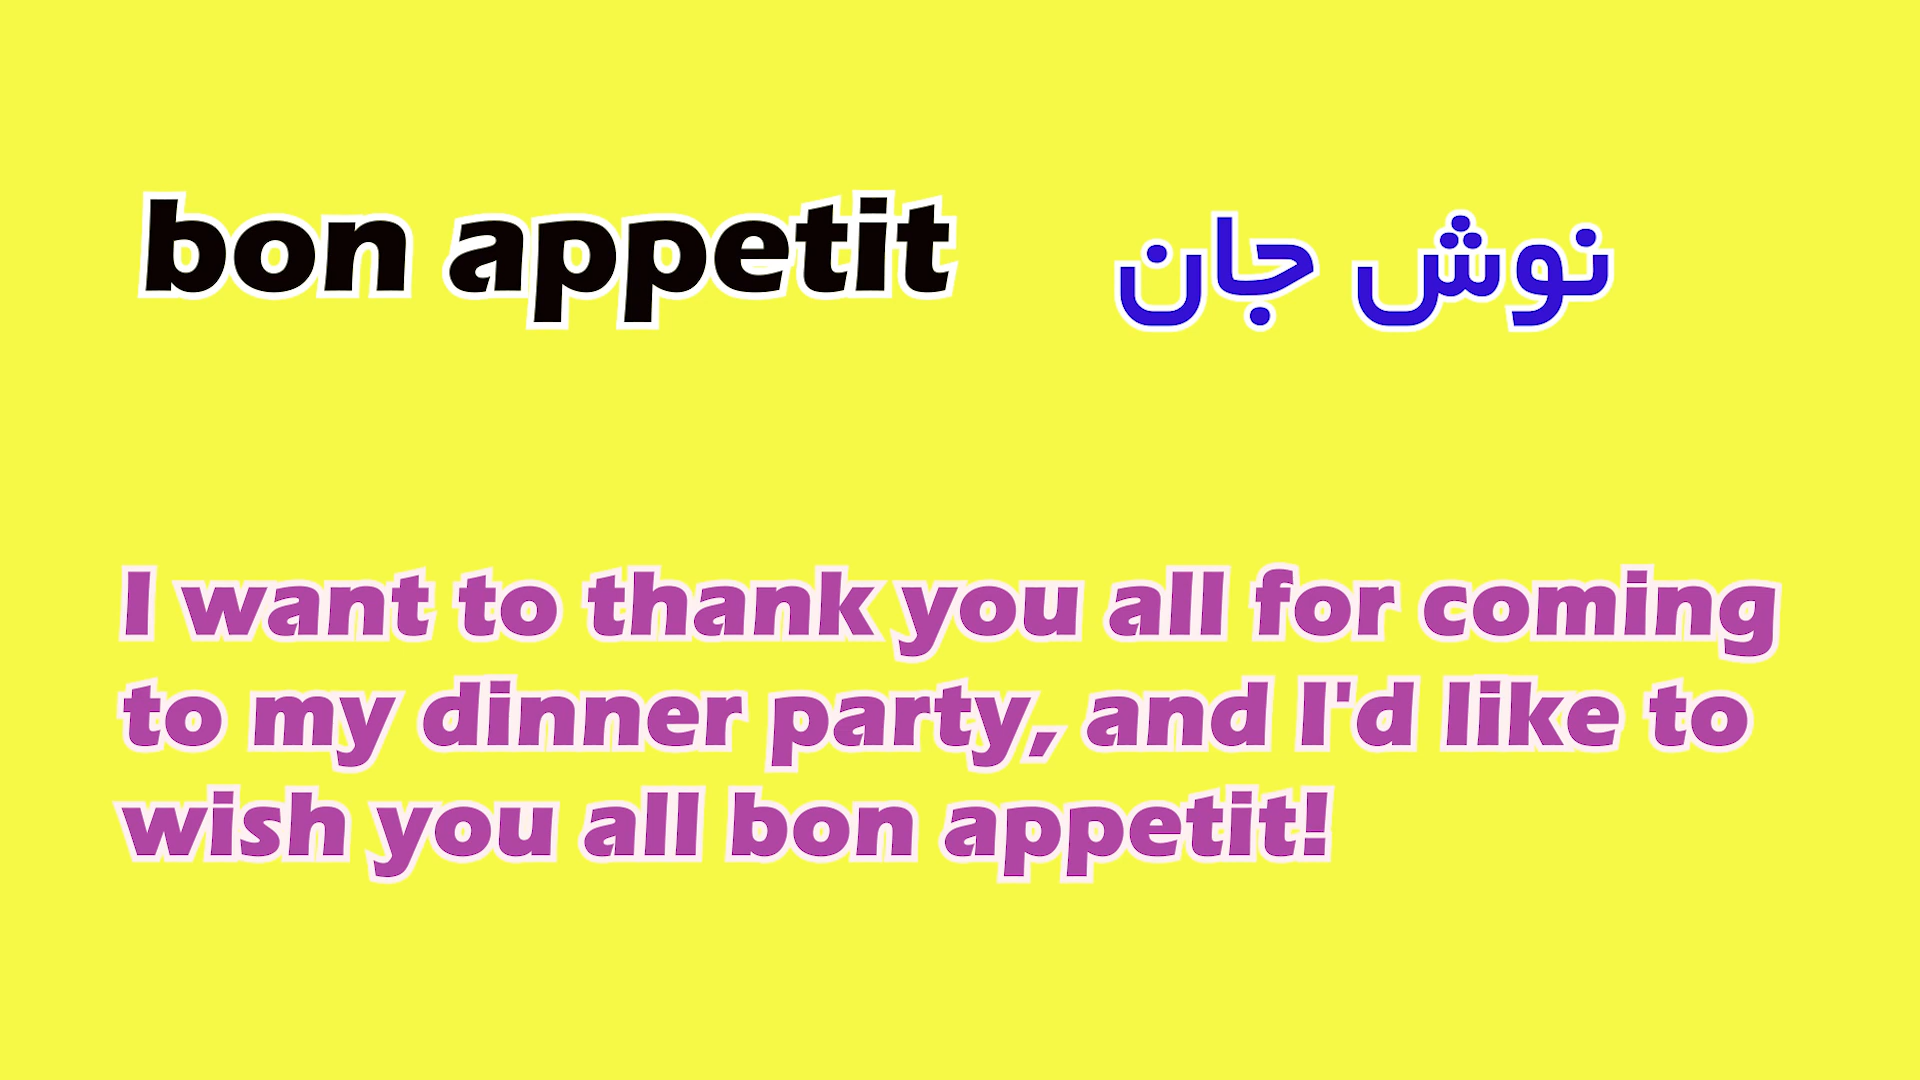 bon appetit
نوش جان
I want to thank you all for coming
to my dinner party, and I'd like to
wish you all bon appetit!